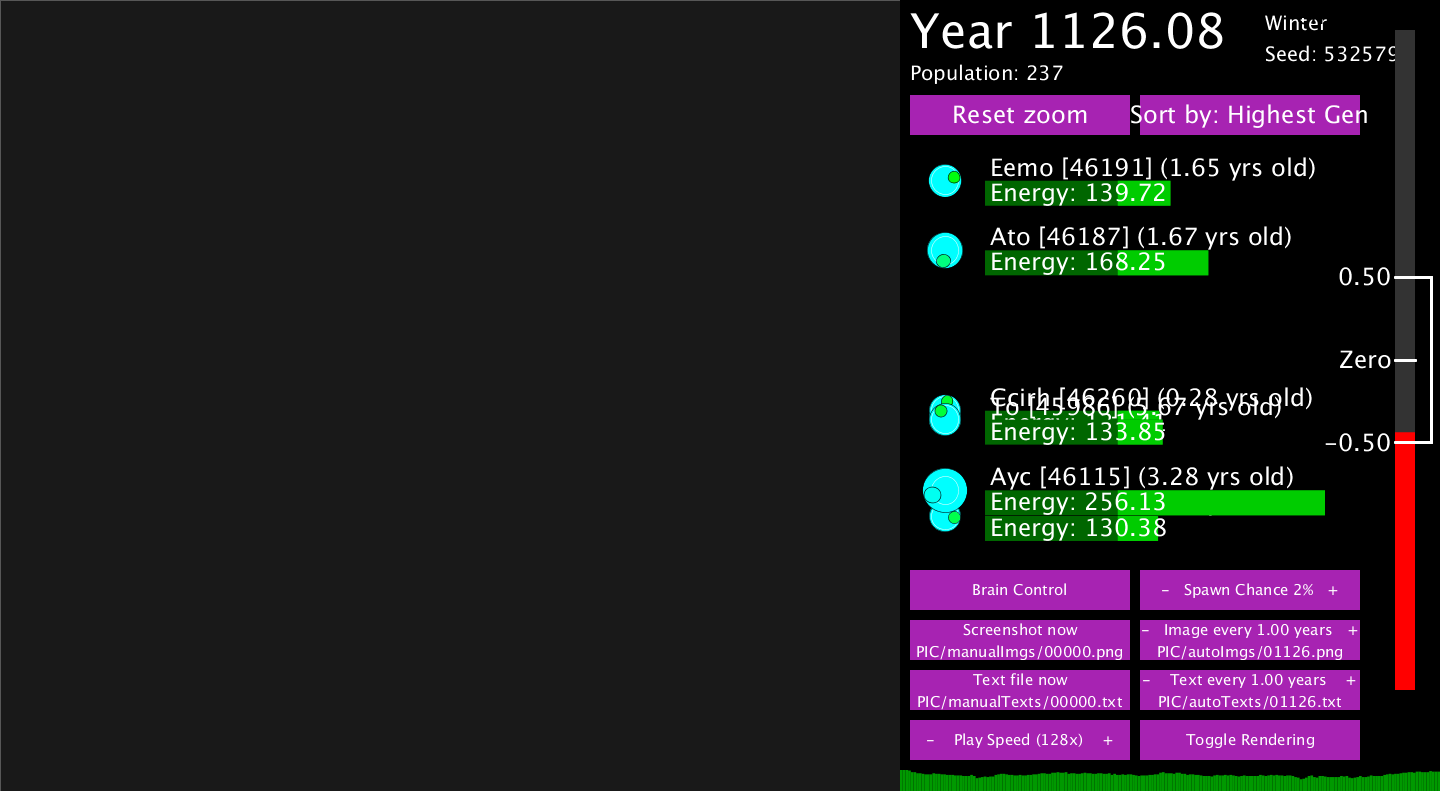 Year 1126.08
Winter
Seed: 532579
Population: 237
Reset zoom
Sort by: Highest Gen
Eemo [46191] (1.65 yrs old)
Energy: 139.72
Ato [46187] (1.67 yrs old)
Energy: 168.25
0.50
Zero
Ccirh [46260] (0.28 yrs old)
To [45986] (5.67 yrs old)
Energy: 133.85
-0.50
Ayc [46115] (3.28 yrs old)
Energy: 256.13
Energy: 130.38
Brain Control
- Spawn Chance 2% +
Screenshot now
PIC/manualImgs/00000.png
- Image every 1.00 years +
PIC/autoImgs/01126.png
Text file now
PIC/manualTexts/00000.txt
- Text every 1.00 years +
PIC/autoTexts/01126.txt
- Play Speed (128x) +
Toggle Rendering